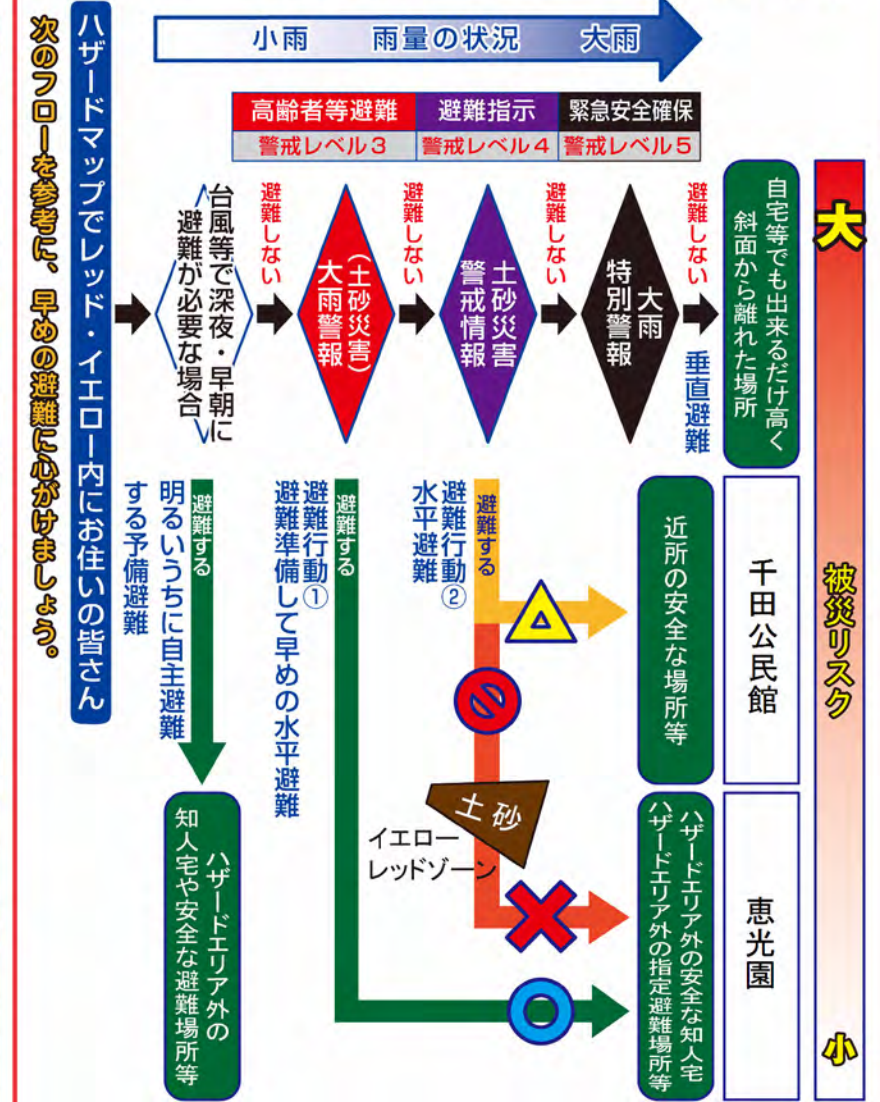 次のフローを参考に、早めの避難に心がけましょう。
ハザードマップでレッド・イエロー内にお住いの皆さん
小雨 雨量の状況 大雨
高齢者等避難 避難指示 緊急安全確保
警戒レベル3 警戒レベル4 警戒レベル5
台風等で深夜・早朝に
避難が必要な場合
避難しない
(土砂災害)
大雨警報
避難しない
土砂災害
警戒情報
避難しない
大雨
特別警報
避難しない
垂直避難
自宅等でも出来るだけ高く
斜面から離れた場所
避難する
明るいうちに自主避難
する予備避難
ハザードエリア外の
知人宅や安全な避難場所等
避難する
避難行動①
避難準備して早めの水平避難
避難する
避難行動②
水平避難
土砂
イエロー
レッドゾーン
近所の安全な場所等
千田公民館
ハザードエリア外の安全な知人宅
ハザードエリア外の指定避難場所等
恵光園
大
被災リスク
小